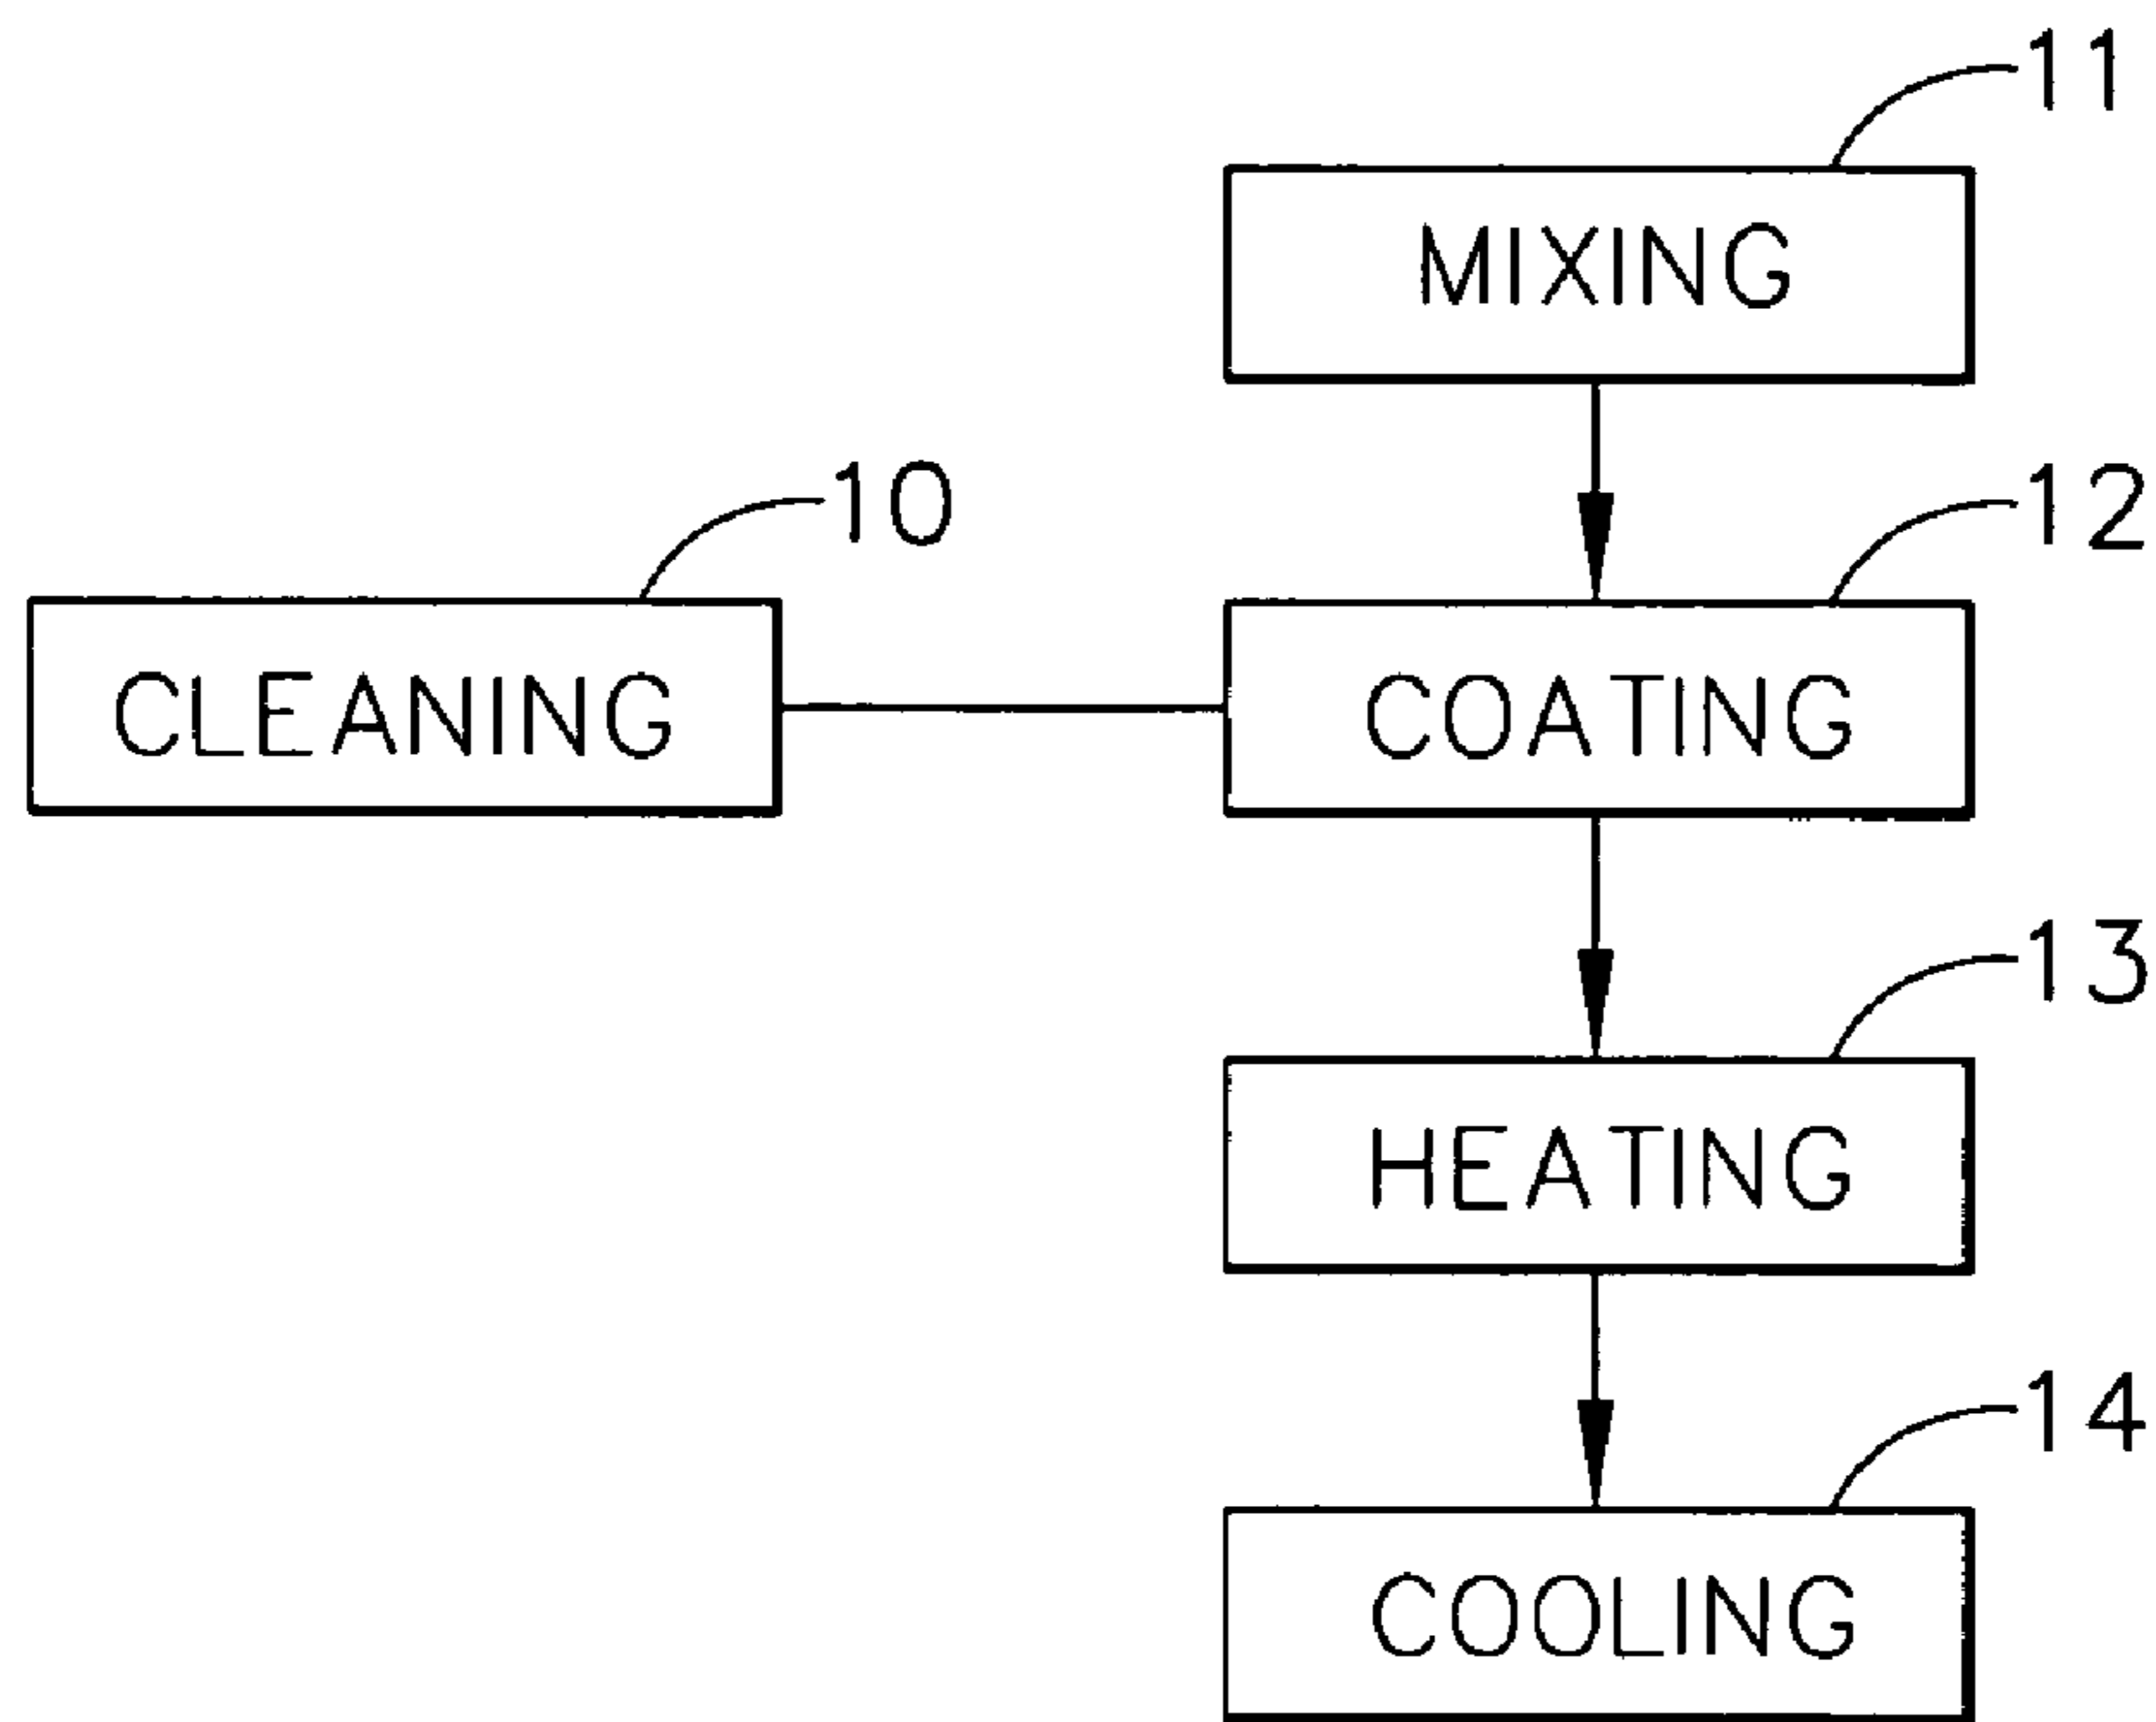 11
MIXING
10
12
CLEANING
COATING
13
HEATING
14
COOLING